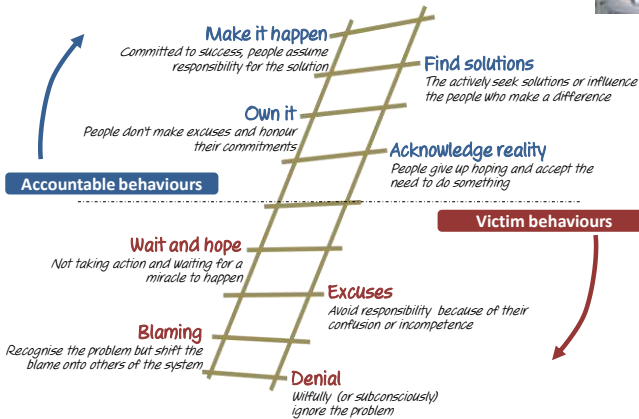 Make it happen
Committed to success, people assume
responsibility for the solution
Find solutions
The actively seek solutions or influence
the people who make a difference
Own it
People don't make excuses and honour
their commitments
Acknowledge reality
People give up hoping and accept the
need to do something
Accountable behaviours
Victim behaviours
Wait and hope
Not taking action and waiting for a
miracle to happen
Excuses
Avoid responsibility because of their
confusion or incompetence
Blaming
Recognise the problem but shift the
blame onto others of the system
Denial
Wilfully (or subconsciously)
ignore the problem